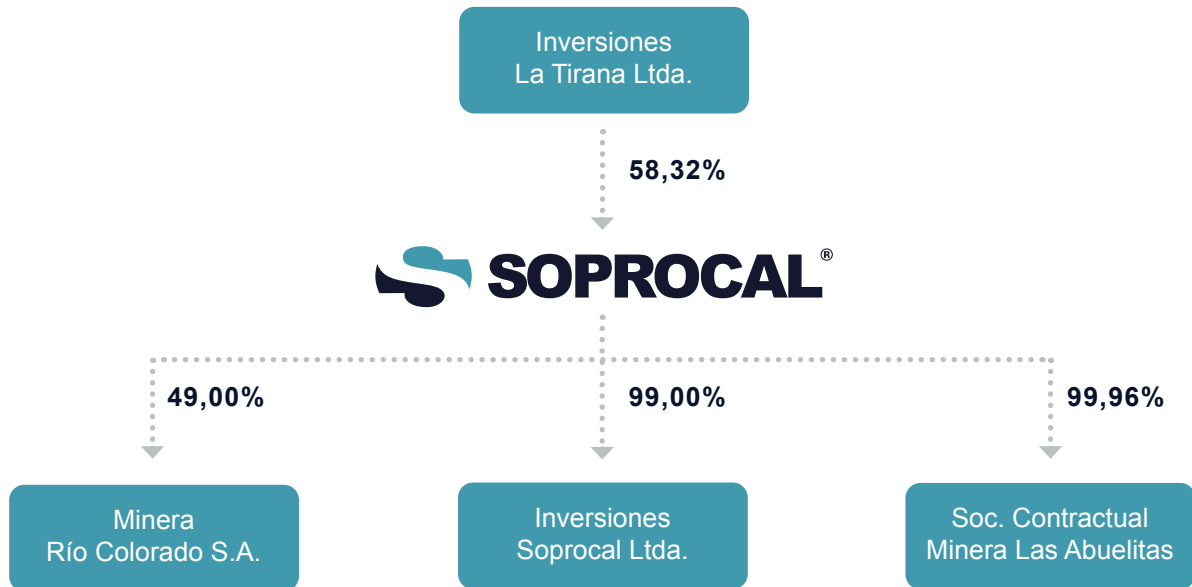 Inversiones
La Tirana Ltda.
58,32%
SOPROCAL®
49,00%
99,00%
99,96%
Minera
Río Colorado S.A.
Inversiones
Soprocal Ltda.
Soc. Contractual
Minera Las Abuelitas